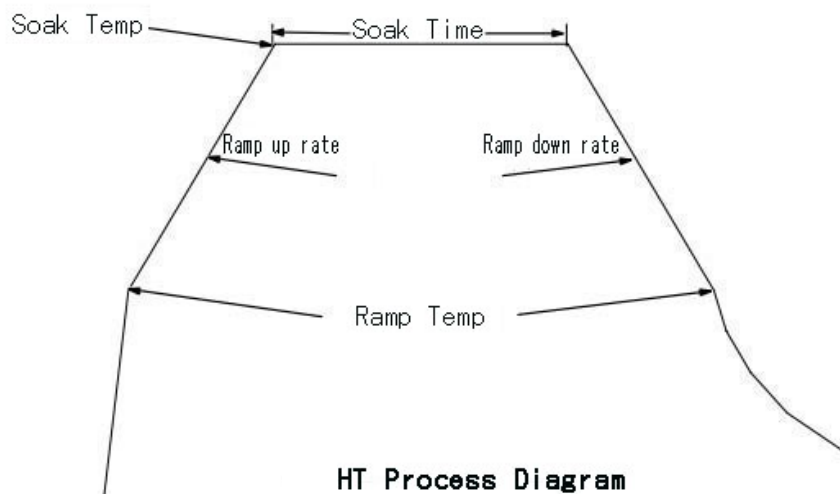 Soak Temp
Soak Time
Ramp up rate
Ramp down rate
Ramp Temp
HT Process Diagram